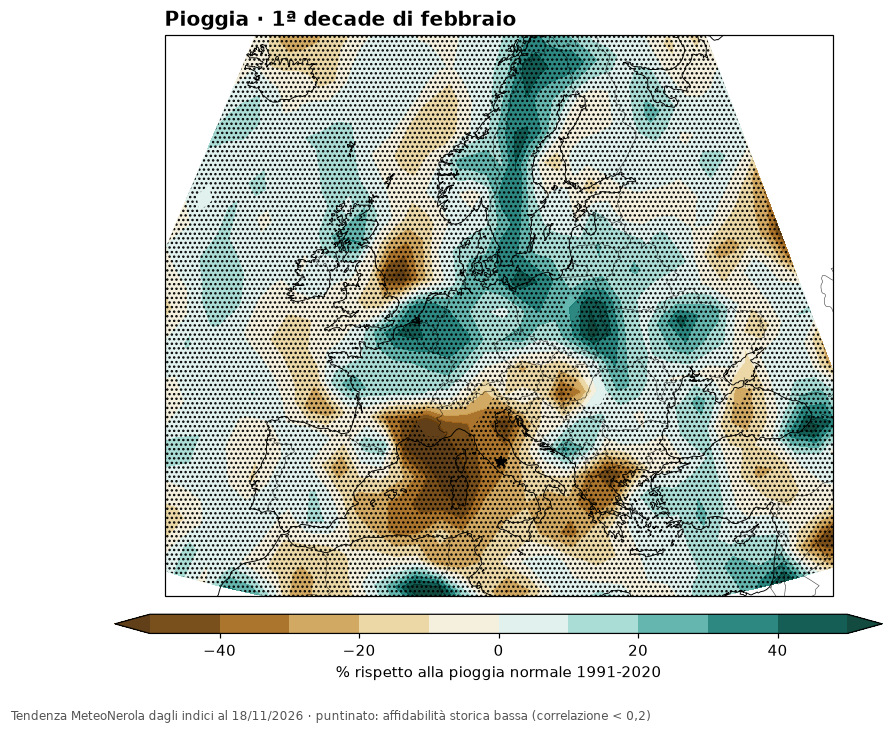 Pioggia · 1ª decade di febbraio
−40 −20 0 20 40
% rispetto alla pioggia normale 1991-2020
Tendenza MeteoNerola dagli indici al 18/11/2026 · puntinato: affidabilità storica bassa (correlazione < 0,2)